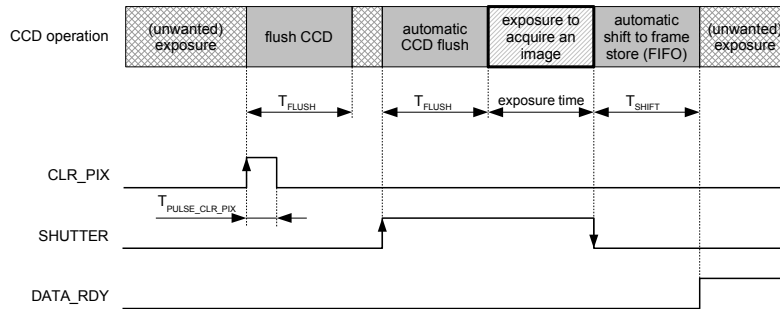 CCD operation
(unwanted)
exposure
flush CCD
automatic
CCD flush
exposure to
acquire an
image
automatic
shift to frame
store (FIFO)
(unwanted)
exposure
T_FLUSH
T_FLUSH
exposure time
T_SHIFT
CLR_PIX
T_PULSE_CLR_PIX
SHUTTER
DATA_RDY